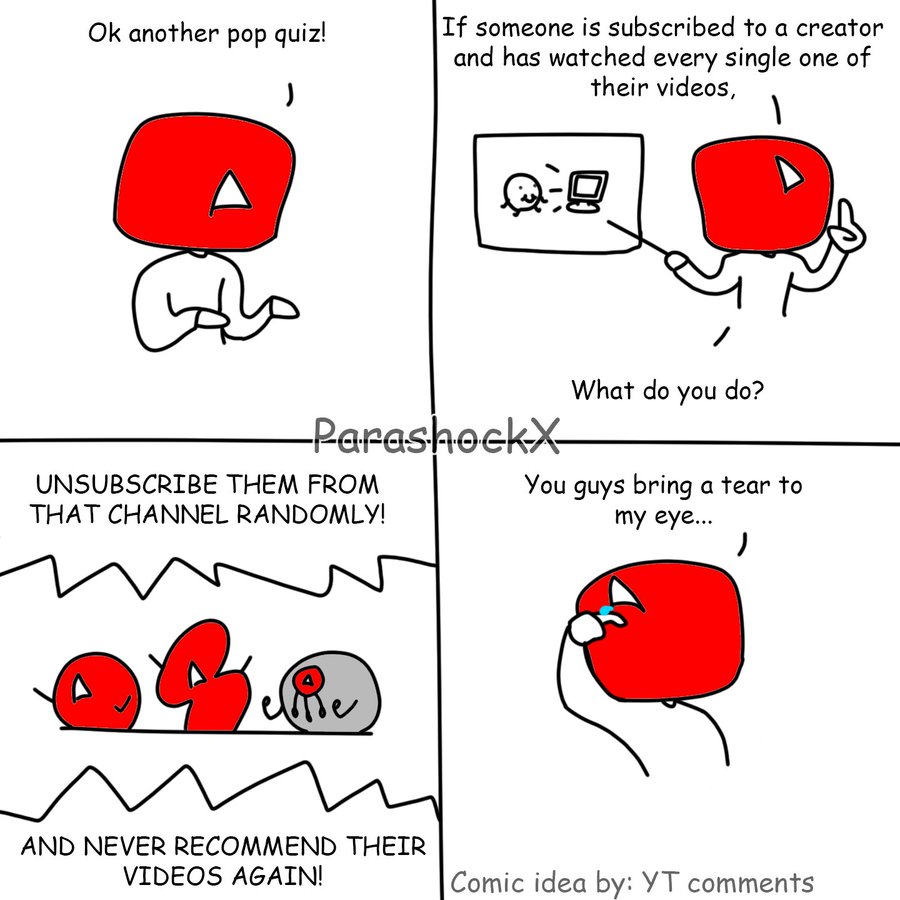 Ok another pop quiz!
If someone is subscribed to a creator
and has watched every single one of
their videos,
What do you do?
ParashockX
UNSUBSCRIBE THEM FROM
THAT CHANNEL RANDOMLY!
AND NEVER RECOMMEND THEIR
VIDEOS AGAIN!
You guys bring a tear to
my eye...
Comic idea by: YT comments